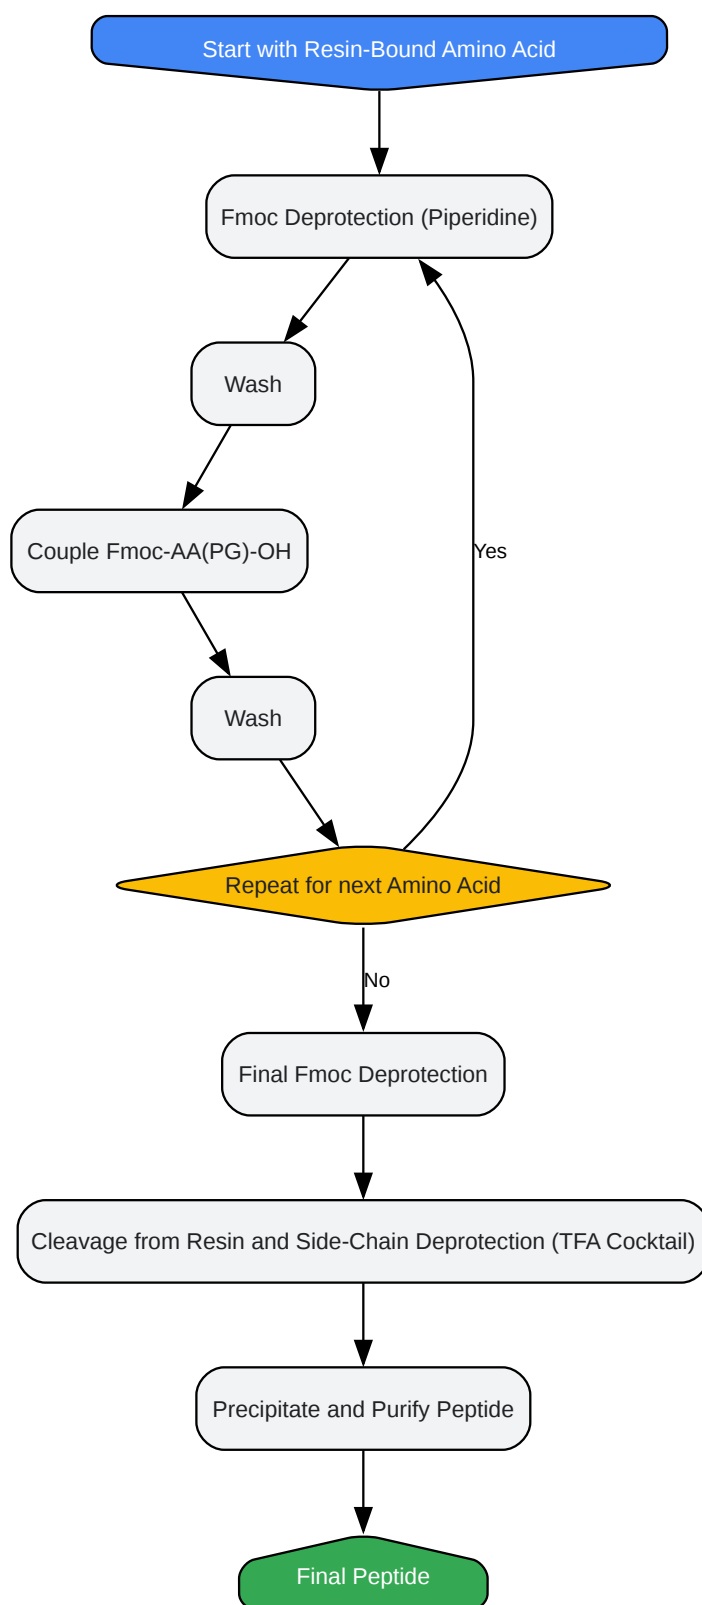 Start with Resin-Bound Amino Acid
Fmoc Deprotection (Piperidine)
Wash
Couple Fmoc-AA(PG)-OH
Yes
Wash
Repeat for next Amino Acid
No
Final Fmoc Deprotection
Cleavage from Resin and Side-Chain Deprotection (TFA Cocktail)
Precipitate and Purify Peptide
Final Peptide